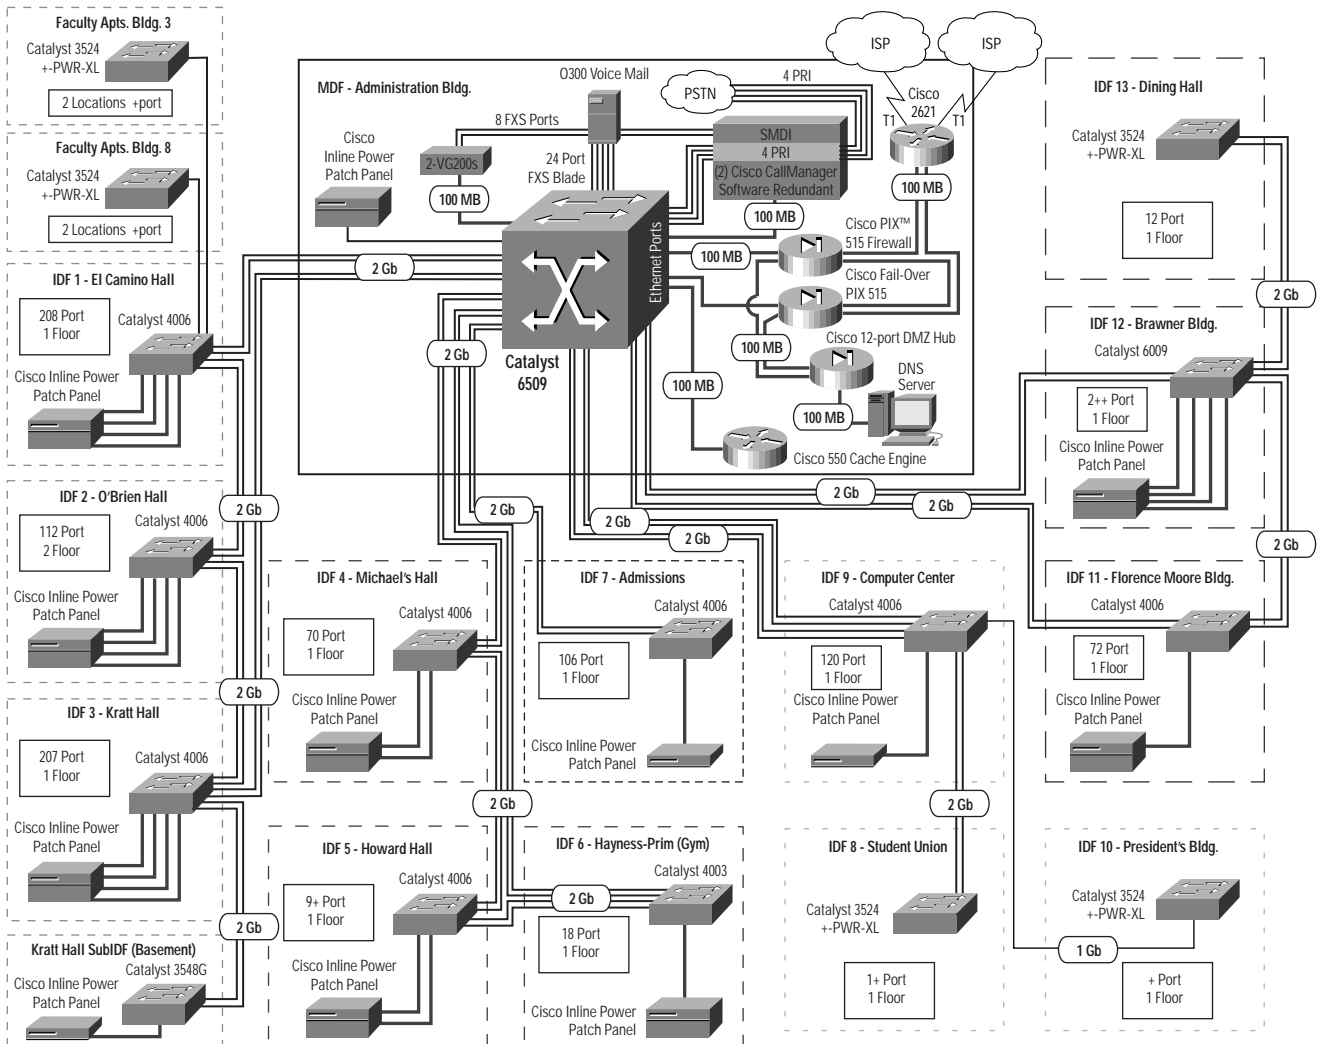 Faculty Apts. Bldg. 3
Catalyst 3524
+-PWR-XL
2 Locations +port
Faculty Apts. Bldg. 8
Catalyst 3524
+-PWR-XL
2 Locations +port
IDF 1 - El Camino Hall
208 Port
1 Floor
Catalyst 4006
Cisco Inline Power
Patch Panel
IDF 2 - O'Brien Hall
112 Port
2 Floor
Catalyst 4006
Cisco Inline Power
Patch Panel
IDF 3 - Kratt Hall
207 Port
1 Floor
Catalyst 4006
Cisco Inline Power
Patch Panel
Kratt Hall SubIDF (Basement)
Catalyst 3548G
Cisco Inline Power
Patch Panel
2 Gb
2 Gb
2 Gb
2 Gb
MDF - Administration Bldg.
Cisco
Inline Power
Patch Panel
8 FXS Ports
2-VG200s
100 MB
O300 Voice Mail
24 Port
FXS Blade
PSTN
4 PRI
SMDI
4 PRI
(2) Cisco CallManager
Software Redundant
100 MB
ISP
ISP
Cisco
2621
T1
T1
100 MB
Ethernet Ports
Catalyst
6509
100 MB
Cisco PIX™
515 Firewall
Cisco Fail-Over
PIX 515
100 MB
Cisco 12-port DMZ Hub
DNS
Server
100 MB
100 MB
Cisco 550 Cache Engine
2 Gb
2 Gb
2 Gb
2 Gb
2 Gb
2 Gb
IDF 4 - Michael's Hall
70 Port
1 Floor
Catalyst 4006
Cisco Inline Power
Patch Panel
2 Gb
IDF 5 - Howard Hall
9+ Port
1 Floor
Catalyst 4006
Cisco Inline Power
Patch Panel
IDF 7 - Admissions
Catalyst 4006
106 Port
1 Floor
Cisco Inline Power
Patch Panel
IDF 6 - Hayness-Prim (Gym)
Catalyst 4003
2 Gb
18 Port
1 Floor
Cisco Inline Power
Patch Panel
IDF 9 - Computer Center
Catalyst 4006
120 Port
1 Floor
Cisco Inline Power
Patch Panel
2 Gb
IDF 8 - Student Union
Catalyst 3524
+-PWR-XL
1+ Port
1 Floor
IDF 13 - Dining Hall
Catalyst 3524
+-PWR-XL
12 Port
1 Floor
2 Gb
IDF 12 - Brawner Bldg.
Catalyst 6009
2++ Port
1 Floor
Cisco Inline Power
Patch Panel
2 Gb
IDF 11 - Florence Moore Bldg.
Catalyst 4006
72 Port
1 Floor
Cisco Inline Power
Patch Panel
IDF 10 - President's Bldg.
Catalyst 3524
+-PWR-XL
1 Gb
+ Port
1 Floor